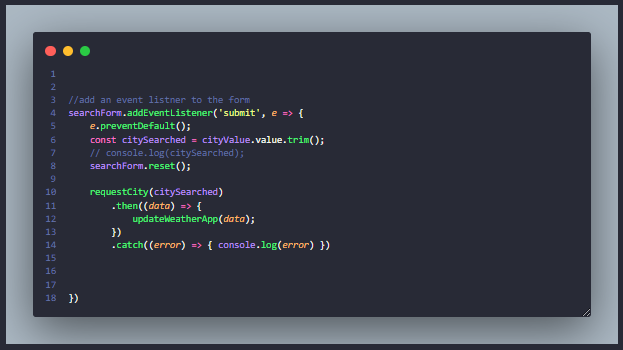 1
2
3 //add an event listner to the form
4 searchForm.addEventListener('submit', e => {
5 e.preventDefault();
6 const citySearched = cityValue.value.trim();
7 // console.log(citySearched);
8 searchForm.reset();
9
10 requestCity(citySearched)
11 .then((data) => {
12 updateWeatherApp(data);
13 })
14 .catch((error) => { console.log(error) })
15
16
17
18 })